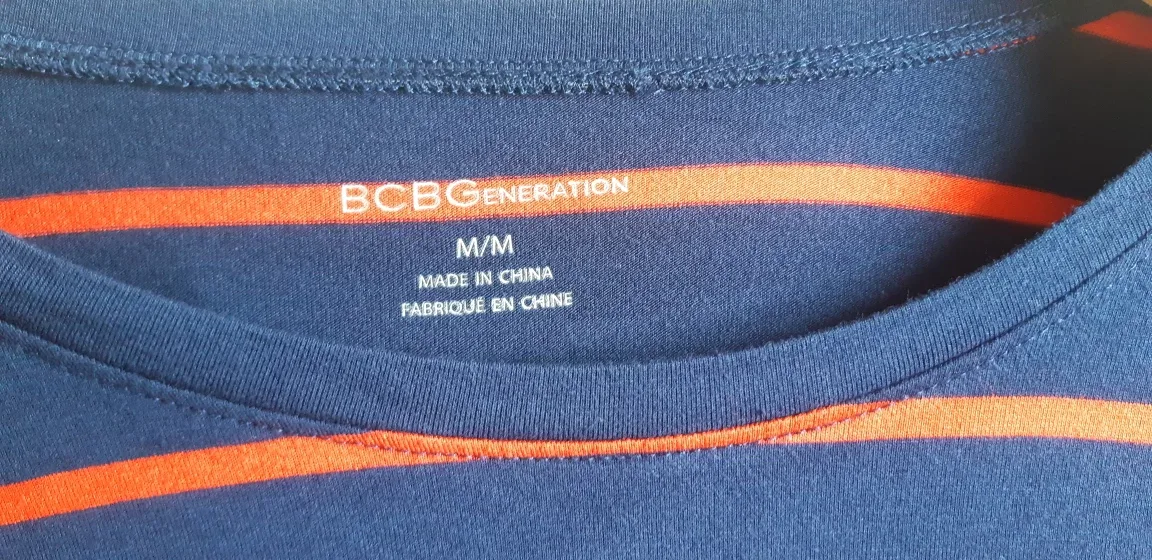 BCBGENERATION
M/M
MADE IN CHINA
FABRIQUÉ EN CHINE